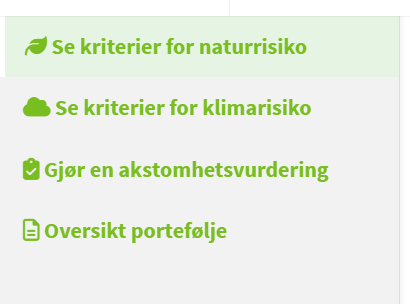 Se kriterier for naturrisiko
Se kriterier for klimarisiko
Gjør en akstomhetsvurdering
Oversikt portefølje